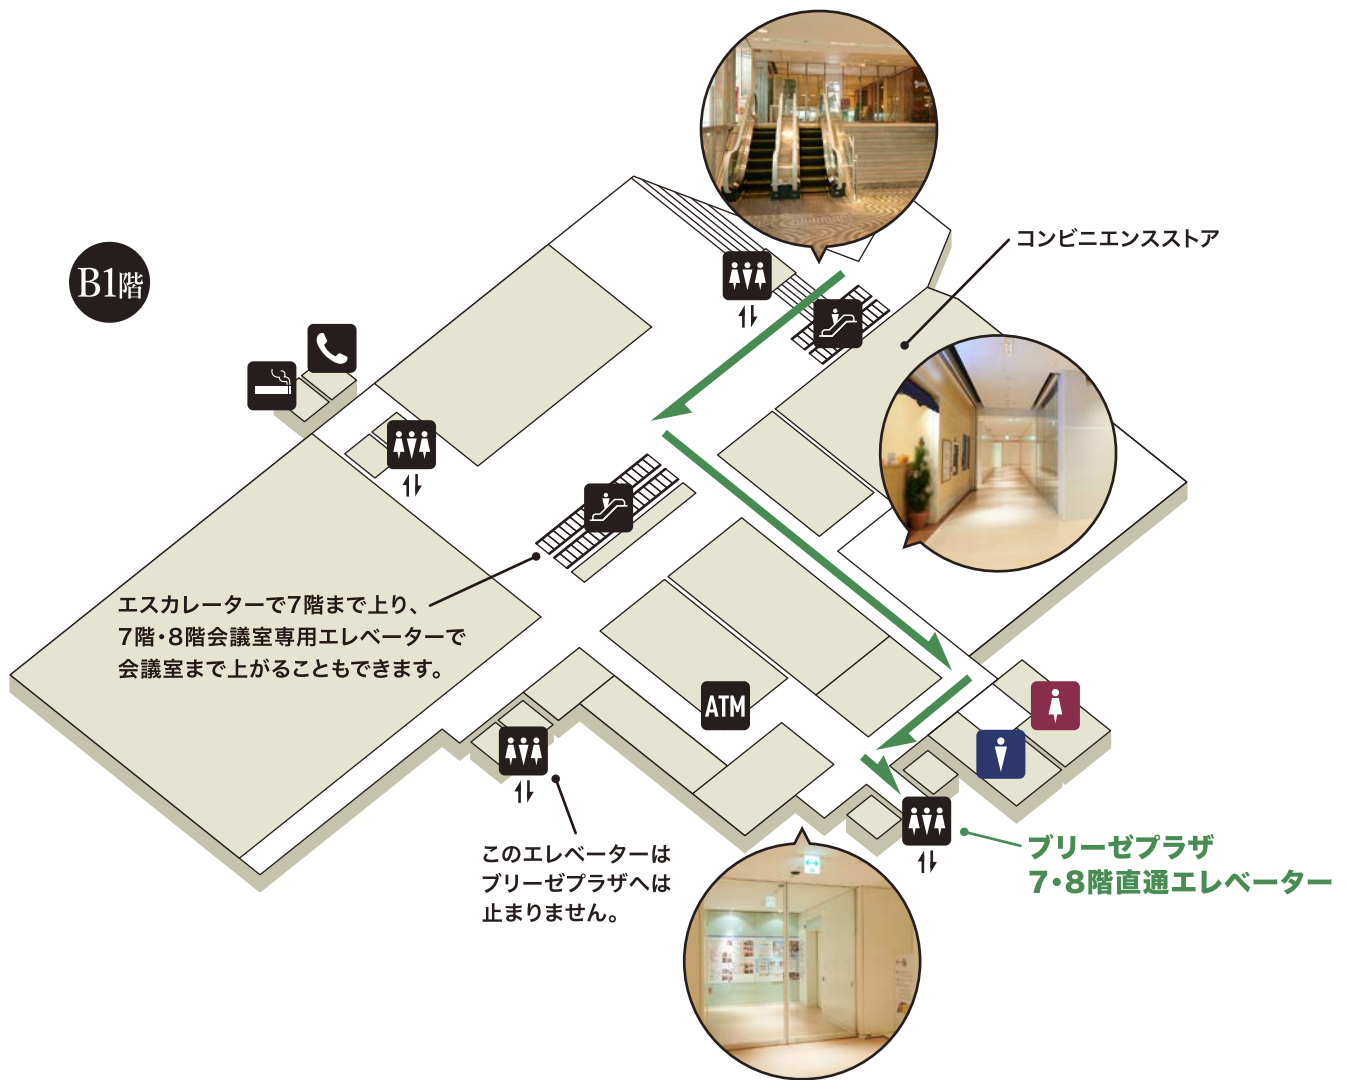 コンビニエンスストア
B1階
エスカレーターで7階まで上り、
7階・8階会議室専用エレベーターで
会議室まで上がることもできます。
ATM
このエレベーターは
ブリーゼプラザへは
止まりません。
ブリーゼプラザ
7・8階直通エレベーター